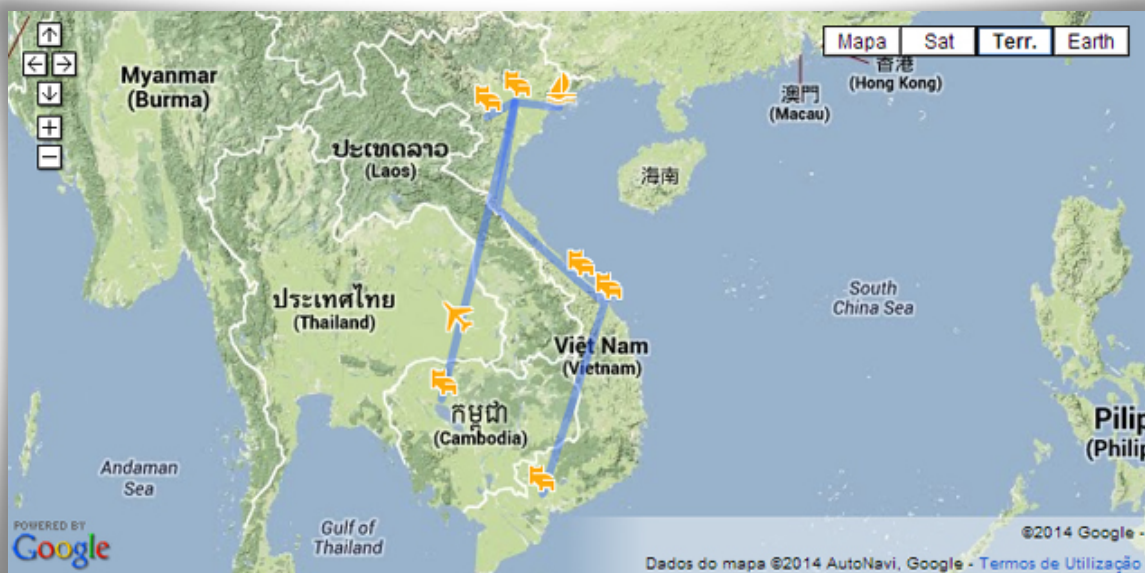 Mapa
Sat
Terr.
Earth
Myanmar
(Burma)
香港
(Hong Kong)
澳門
(Macau)
ປະເທດລາວ
(Laos)
海南
ประเทศไทย
(Thailand)
South
China Sea
Việt Nam
(Vietnam)
កម្ពុជា
(Cambodia)
Pilip
(Philip
Andaman
Sea
Gulf of
Thailand
POWERED BY
Google
©2014 Google -
Dados do mapa ©2014 AutoNavi, Google - Termos de Utilização